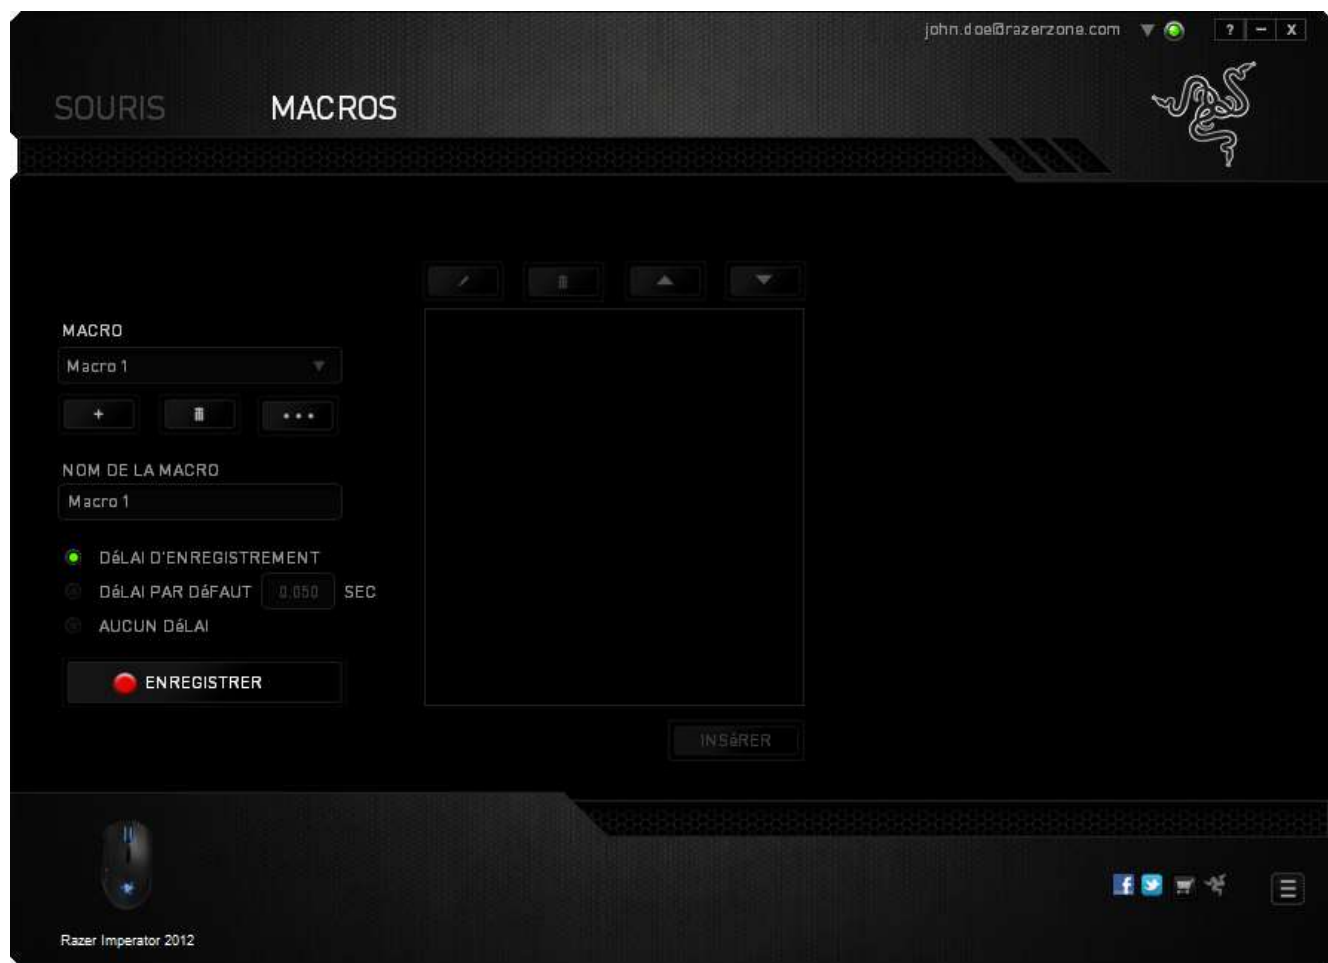 john.doe@razerzone.com
? – X
SOURIS MACROS
MACRO
Macro 1
NOM DE LA MACRO
Macro 1
DéLAI D'ENREGISTREMENT
DéLAI PAR DéFAUT 0.050 SEC
AUCUN DéLAI
ENREGISTRER
INSéRER
Razer Imperator 2012